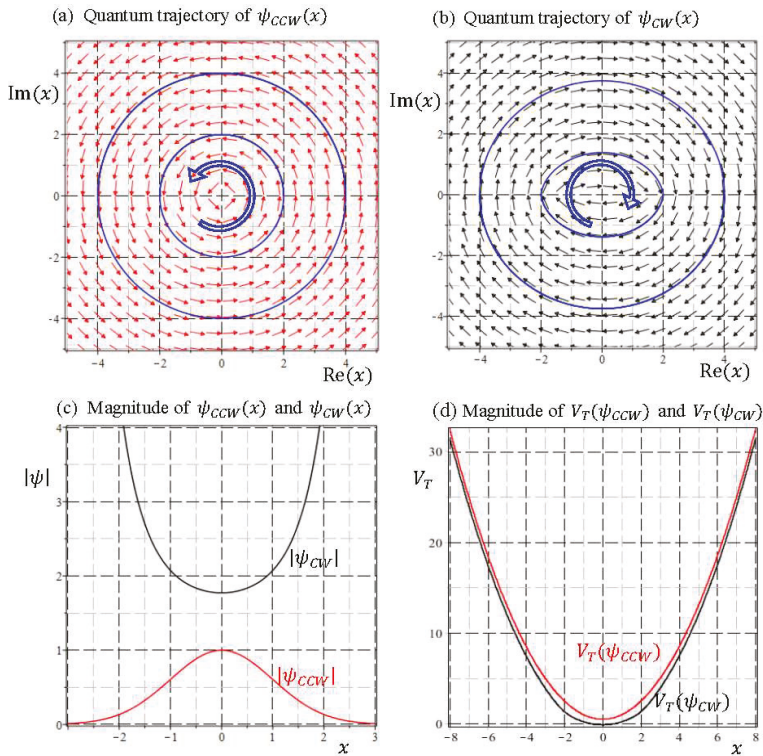 (a) Quantum trajectory of ψ_CCW(x)
Im(x)
4
2
0
-2
-4
-4 -2 0 2 4
Re(x)
(b) Quantum trajectory of ψ_CW(x)
Im(x)
4
2
0
-2
-4
-4 -2 0 2 4
Re(x)
(c) Magnitude of ψ_CCW(x) and ψ_CW(x)
|ψ|
4
3
2
1
0
|ψ_CW|
|ψ_CCW|
-2 -1 0 1 2 3
x
(d) Magnitude of V_T(ψ_CCW) and V_T(ψ_CW)
V_T
30
20
10
0
V_T(ψ_CCW)
V_T(ψ_CW)
-8 -6 -4 -2 0 2 4 6 8
x